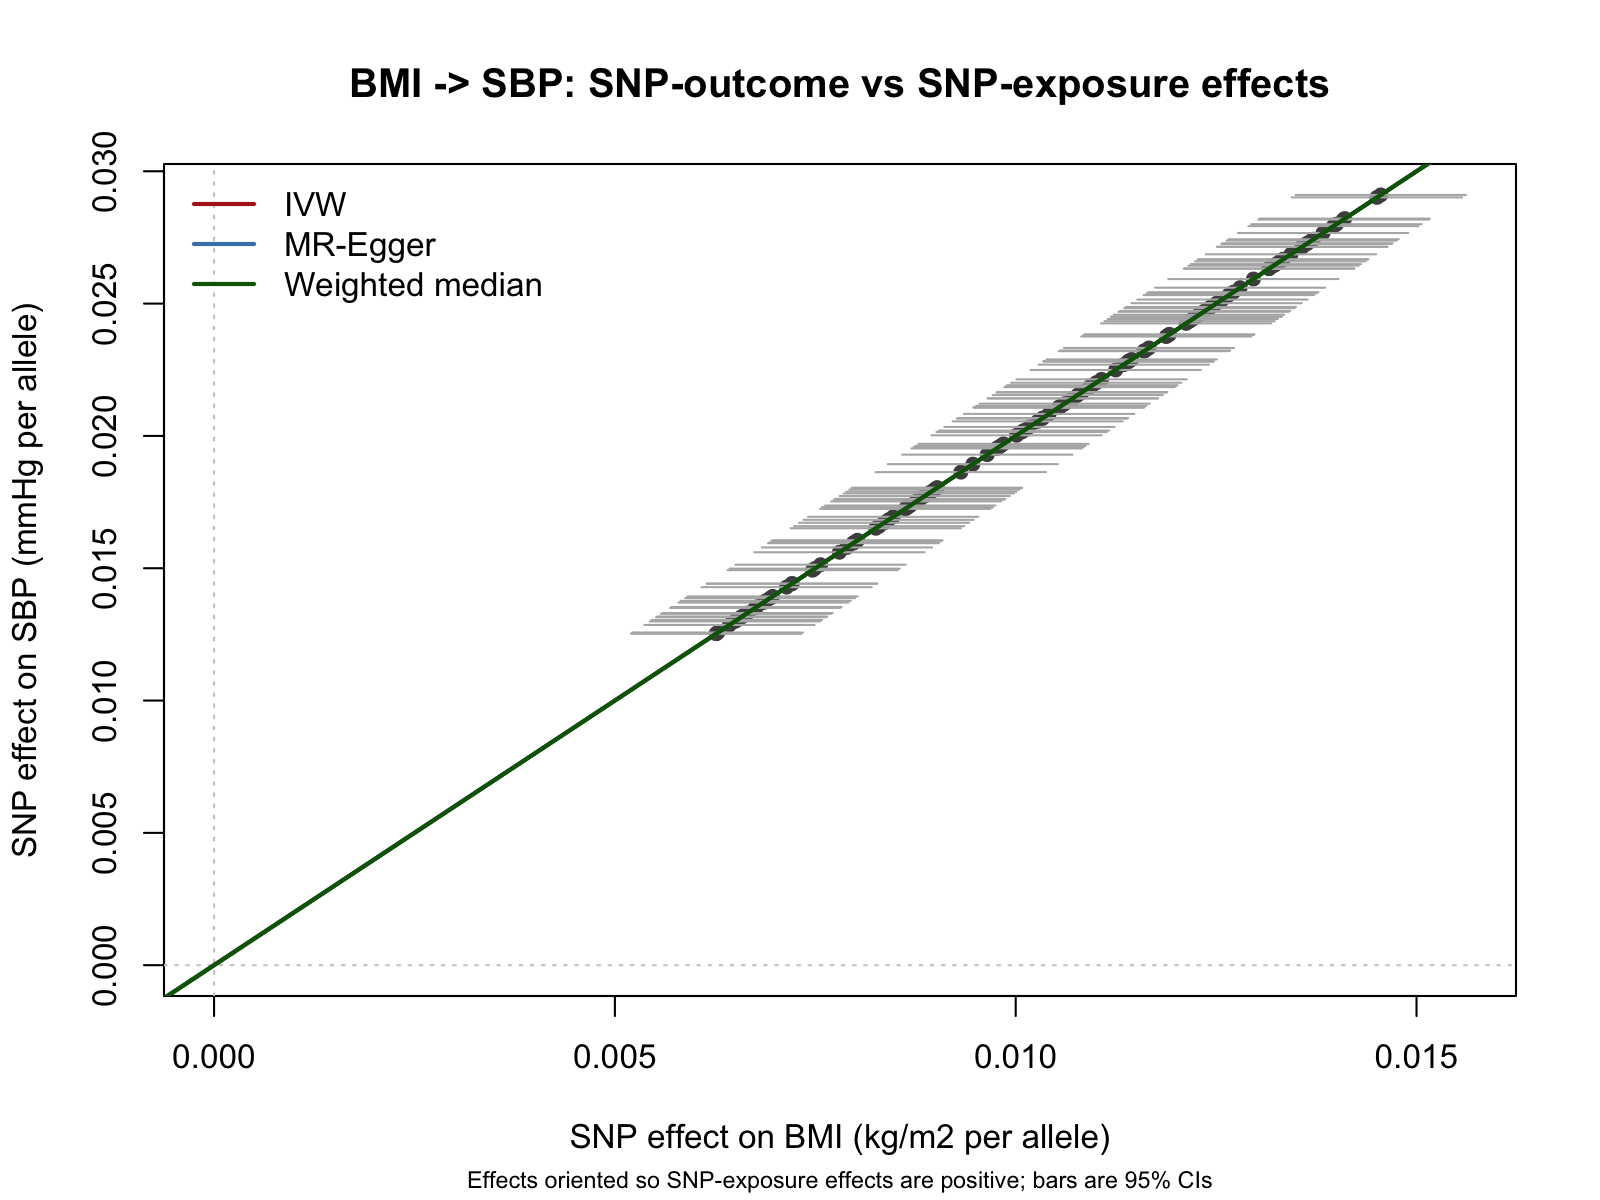 BMI -> SBP: SNP-outcome vs SNP-exposure effects
IVW
MR-Egger
Weighted median
SNP effect on SBP (mmHg per allele)
0.030
0.025
0.020
0.015
0.010
0.005
0.000
0.000
0.005
0.010
0.015
SNP effect on BMI (kg/m2 per allele)
Effects oriented so SNP-exposure effects are positive; bars are 95% CIs